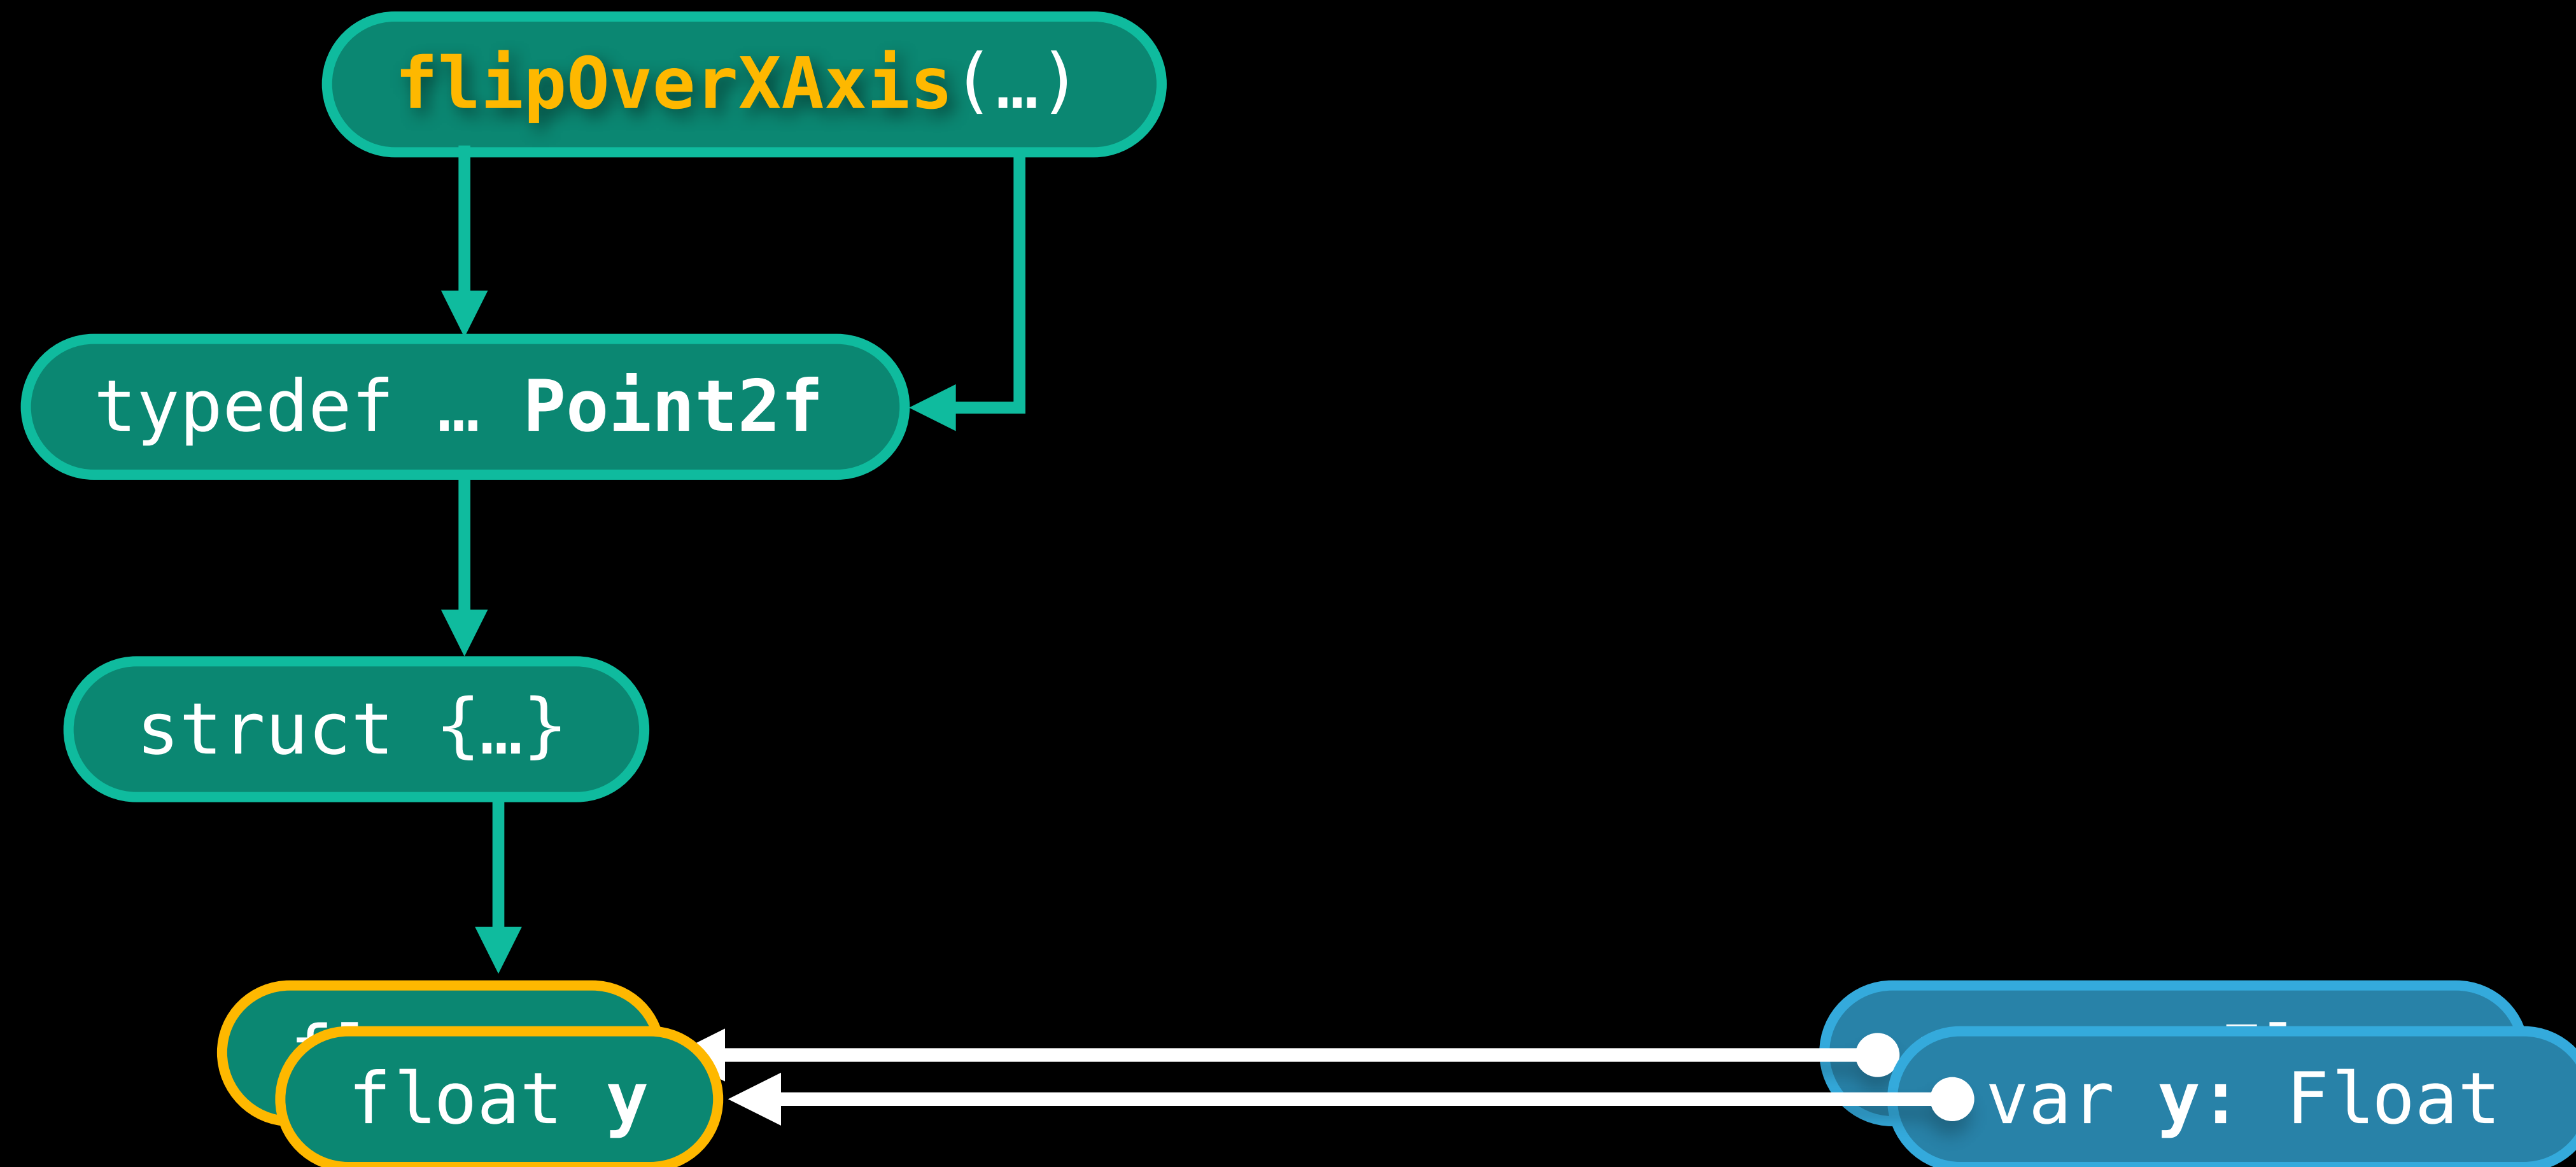 flipOverXAxis(…)
typedef … Point2f
struct {…}
float y
var y: Float